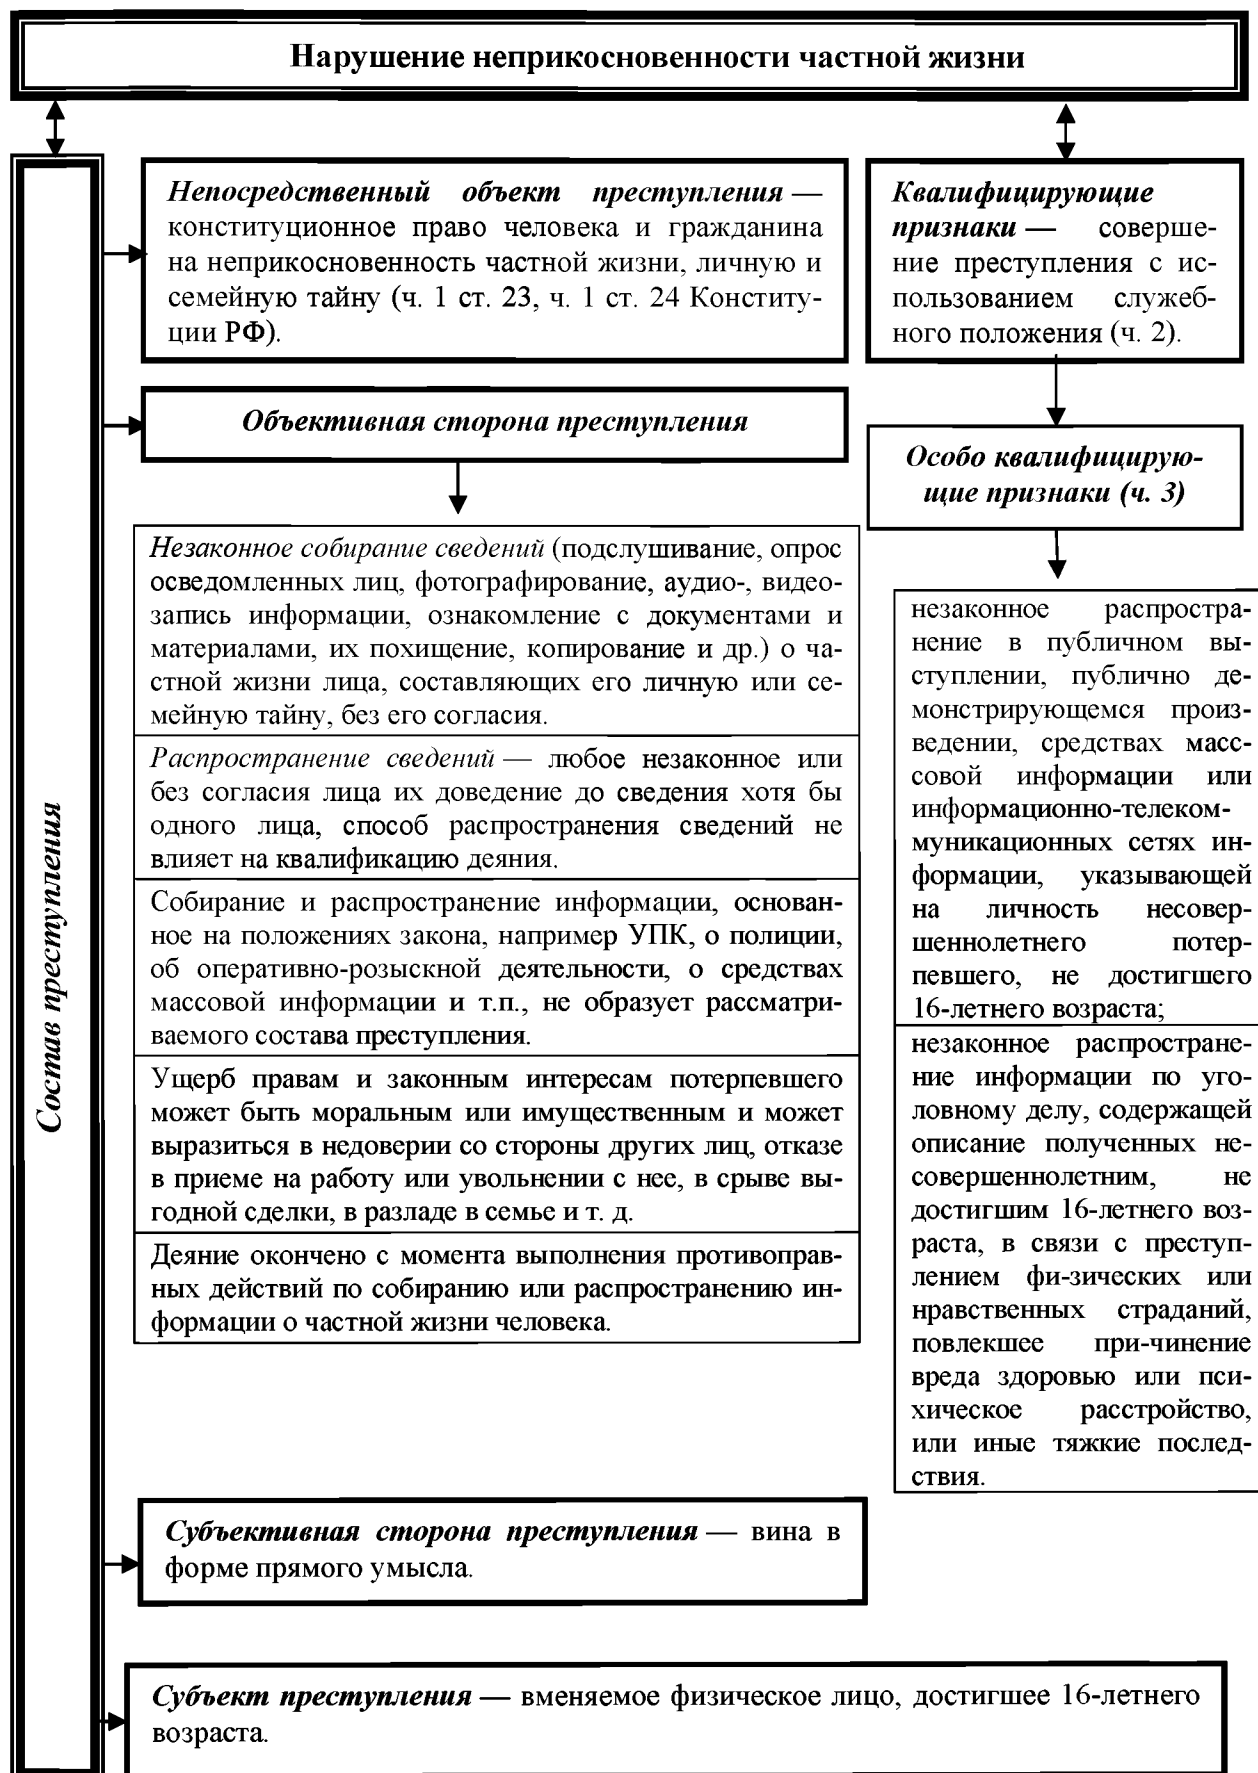 Нарушение неприкосновенности частной жизни
Состав преступления
Непосредственный объект преступления —
конституционное право человека и гражданина
на неприкосновенность частной жизни, личную и
семейную тайну (ч. 1 ст. 23, ч. 1 ст. 24 Конститу-
ции РФ).
Объективная сторона преступления
Незаконное собирание сведений (подслушивание, опрос
осведомленных лиц, фотографирование, аудио-, видео-
запись информации, ознакомление с документами и
материалами, их похищение, копирование и др.) о ча-
стной жизни лица, составляющих его личную или се-
мейную тайну, без его согласия.
Распространение сведений — любое незаконное или
без согласия лица их доведение до сведения хотя бы
одного лица, способ распространения сведений не
влияет на квалификацию деяния.
Собирание и распространение информации, основан-
ное на положениях закона, например УПК, о полиции,
об оперативно-розыскной деятельности, о средствах
массовой информации и т.п., не образует рассматри-
ваемого состава преступления.
Ущерб правам и законным интересам потерпевшего
может быть моральным или имущественным и может
выразиться в недоверии со стороны других лиц, отказе
в приеме на работу или увольнении с нее, в срыве вы-
годной сделки, в разладе в семье и т. д.
Деяние окончено с момента выполнения противоправ-
ных действий по собиранию или распространению ин-
формации о частной жизни человека.
Субъективная сторона преступления — вина в
форме прямого умысла.
Субъект преступления — вменяемое физическое лицо, достигшее 16-летнего
возраста.
Квалифицирующие
признаки — соверше-
ние преступления с ис-
пользованием служеб-
ного положения (ч. 2).
Особо квалифицирую-
щие признаки (ч. 3)
незаконное распростра-
нение в публичном вы-
ступлении, публично де-
монстрирующемся произ-
ведении, средствах мас-
совой информации или
информационно-телеком-
муникационных сетях ин-
формации, указывающей
на личность несовер-
шеннолетнего потер-
певшего, не достигшего
16-летнего возраста;
незаконное распростране-
ние информации по уго-
ловному делу, содержащей
описание полученных не-
совершеннолетним, не
достигшим 16-летнего воз-
раста, в связи с преступ-
лением фи-зических или
нравственных страданий,
повлекшее при-чинение
вреда здоровью или пси-
хическое расстройство,
или иные тяжкие послед-
ствия.